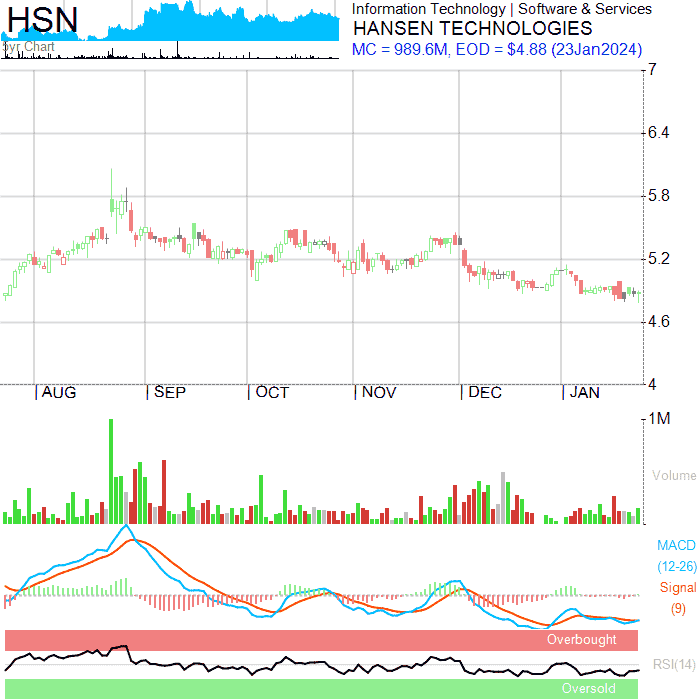 HSN
5yr Chart
Information Technology | Software & Services
HANSEN TECHNOLOGIES
MC = 989.6M, EOD = $4.88 (23Jan2024)
7
6.4
5.8
5.2
4.6
4
| AUG | SEP | OCT | NOV | DEC | JAN
1M
Volume
MACD
(12-26)
Signal
(9)
Overbought
RSI(14)
Oversold